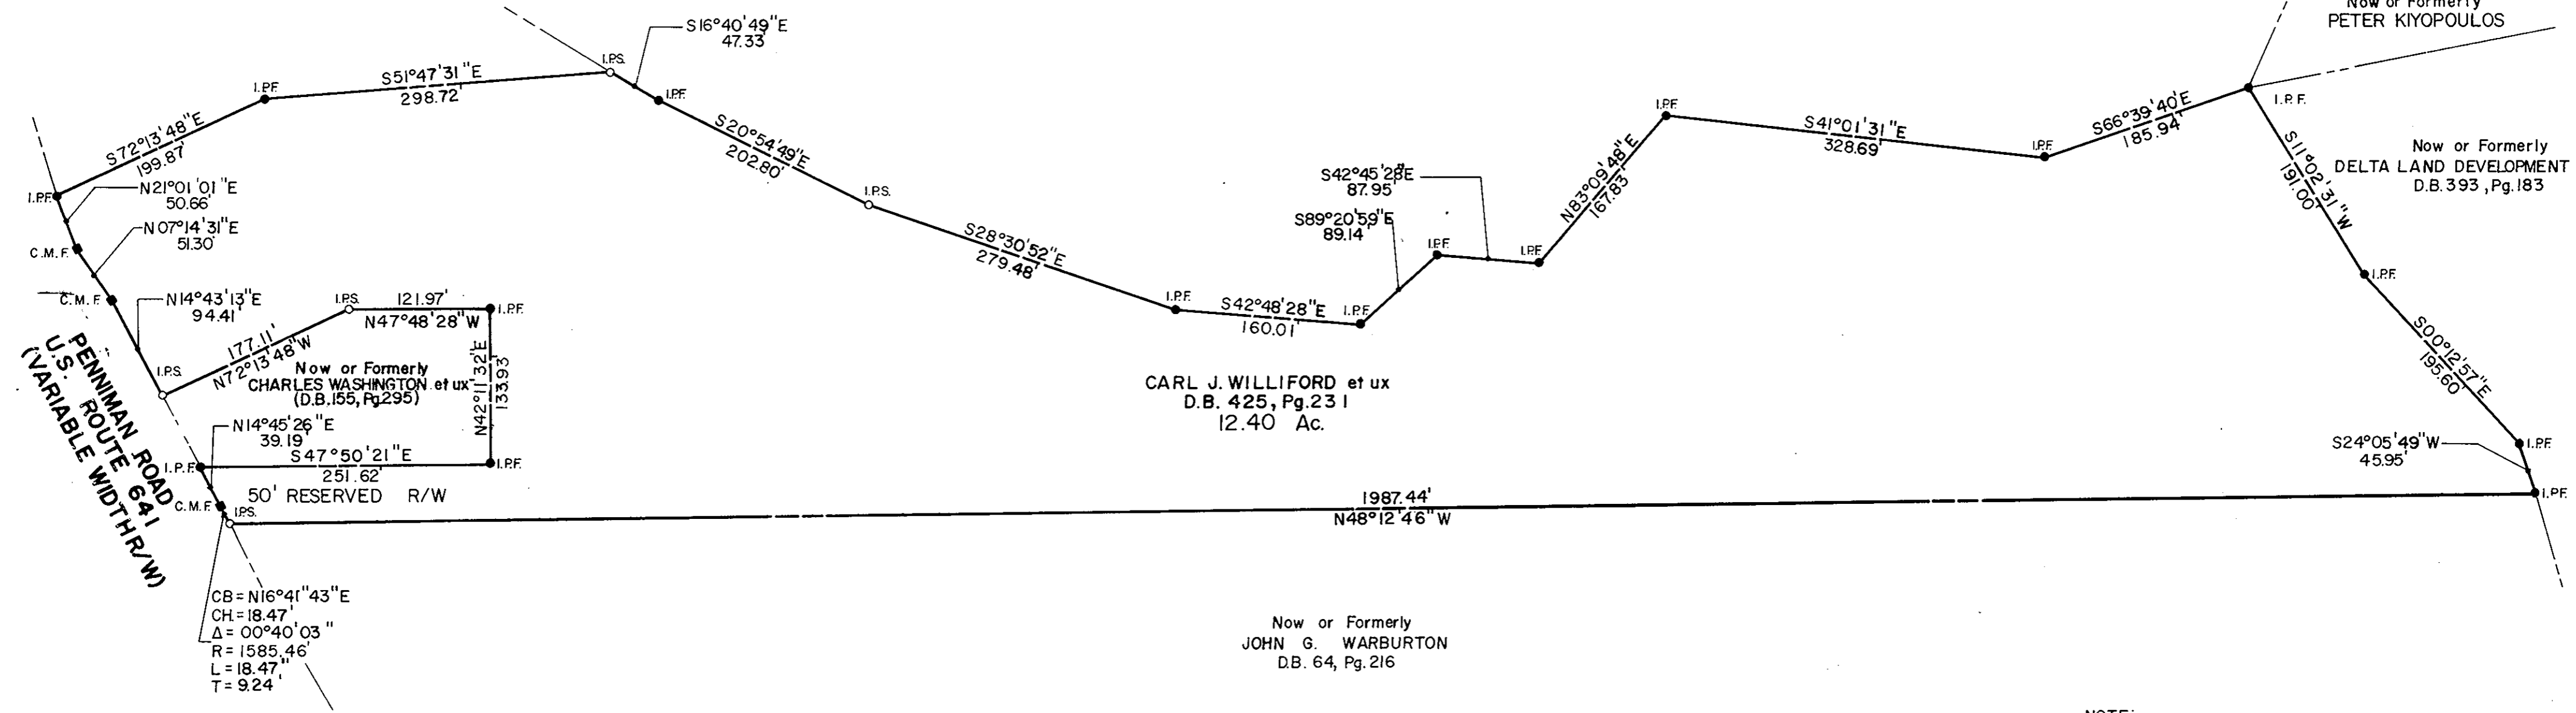 Now or Formerly
PETER KIYOPOULOS
S16°40'49"E
47.33'
I.P.S.
S51°47'31"E
298.72'
I.P.F.
I.P.F.
S72°13'48"E
199.87'
I.P.F.
N21°01'01"E
50.66'
C.M.F.
N07°14'31"E
51.30'
C.M.F.
N14°43'13"E
94.41'
I.P.S.
S20°54'49"E
202.80'
I.P.S.
S28°30'52"E
279.48'
I.P.F.
S42°48'28"E
160.01'
I.P.F.
S89°20'59"E
89.14'
I.P.F.
S42°45'28"E
87.95'
I.P.F.
N83°09'48"E
167.83'
I.P.F.
S41°01'31"E
328.69'
I.P.F.
S66°39'40"E
185.94'
I.P.F.
Now or Formerly
DELTA LAND DEVELOPMENT
D.B.393, Pg.183
S11°02'31"W
191.00'
I.P.F.
S00°12'57"E
195.60'
I.P.F.
S24°05'49"W
45.95'
I.P.F.
I.P.S.
121.97'
N47°48'28"W
I.P.F.
177.11'
N72°13'48"W
Now or Formerly
CHARLES WASHINGTON et ux
(D.B.155, Pg.295)
N42°11'32"E
133.93'
N14°45'26"E
39.19'
I.P.F.
S47°50'21"E
251.62'
I.P.F.
50' RESERVED R/W
C.M.F.
I.P.S.
PENNIMAN ROAD
U.S. ROUTE 641
(VARIABLE WIDTH R/W)
CARL J. WILLIFORD et ux
D.B. 425, Pg.231
12.40 Ac.
1987.44'
N48°12'46"W
CB=N16°41"43"E
CH=18.47'
Δ=00°40'03"
R=1585.46'
L=18.47"
T=9.24'
Now or Formerly
JOHN G. WARBURTON
D.B. 64, Pg.216
NOTE: